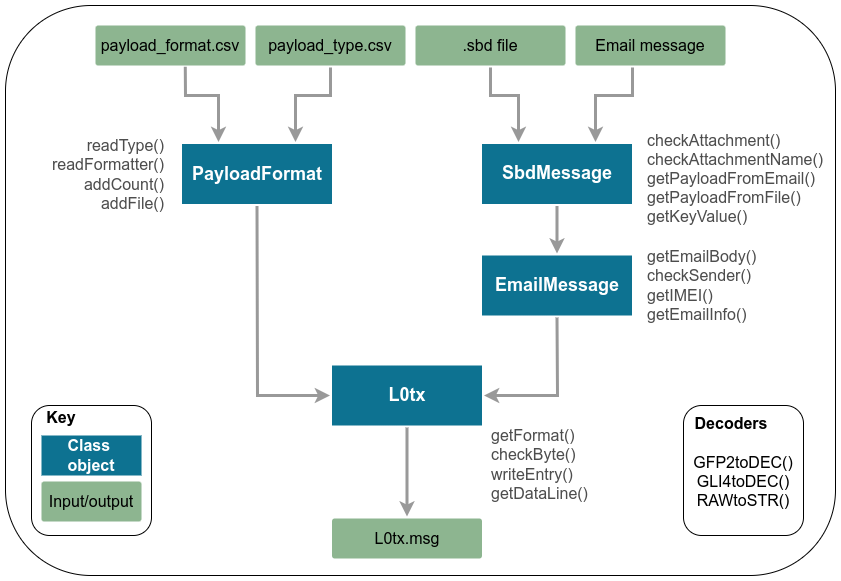 payload_format.csv
payload_type.csv
.sbd file
Email message
readType()
readFormatter()
addCount()
addFile()
PayloadFormat
SbdMessage
checkAttachment()
checkAttachmentName()
getPayloadFromEmail()
getPayloadFromFile()
getKeyValue()
EmailMessage
getEmailBody()
checkSender()
getIMEI()
getEmailInfo()
L0tx
getFormat()
checkByte()
writeEntry()
getDataLine()
L0tx.msg
Key
Class
object
Input/output
Decoders
GFP2toDEC()
GLI4toDEC()
RAWtoSTR()